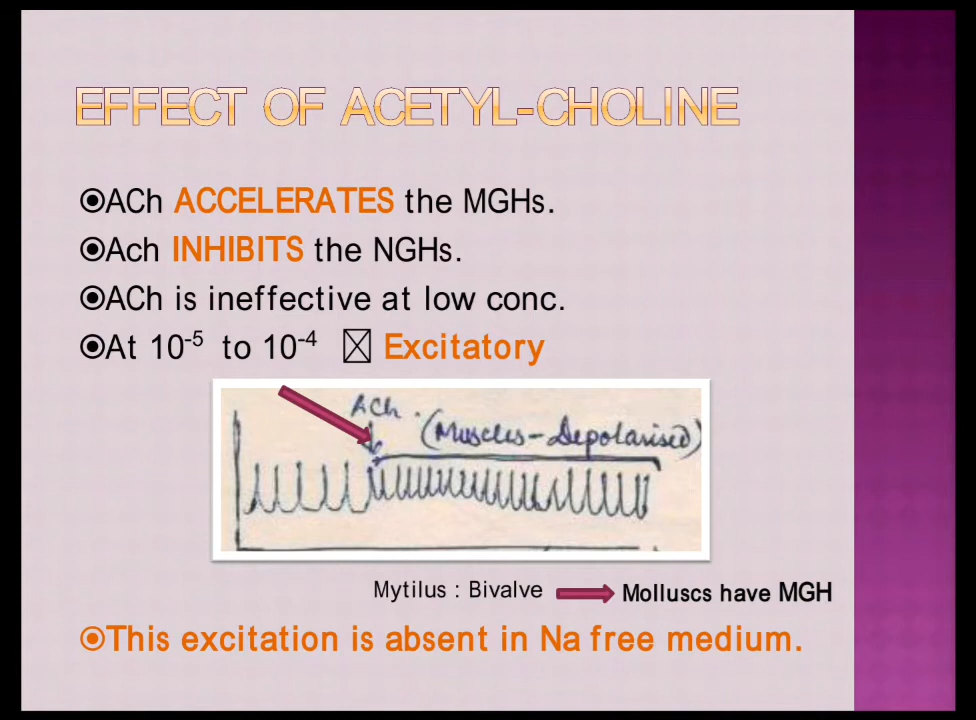 EFFECT OF ACETYL-CHOLINE
ACh ACCELERATES the MGHs.
Ach INHIBITS the NGHs.
ACh is ineffective at low conc.
At 10⁻⁵ to 10⁻⁴ Excitatory
ACh.
(Muscles-Depolarised)
Mytilus : Bivalve Molluscs have MGH
This excitation is absent in Na free medium.